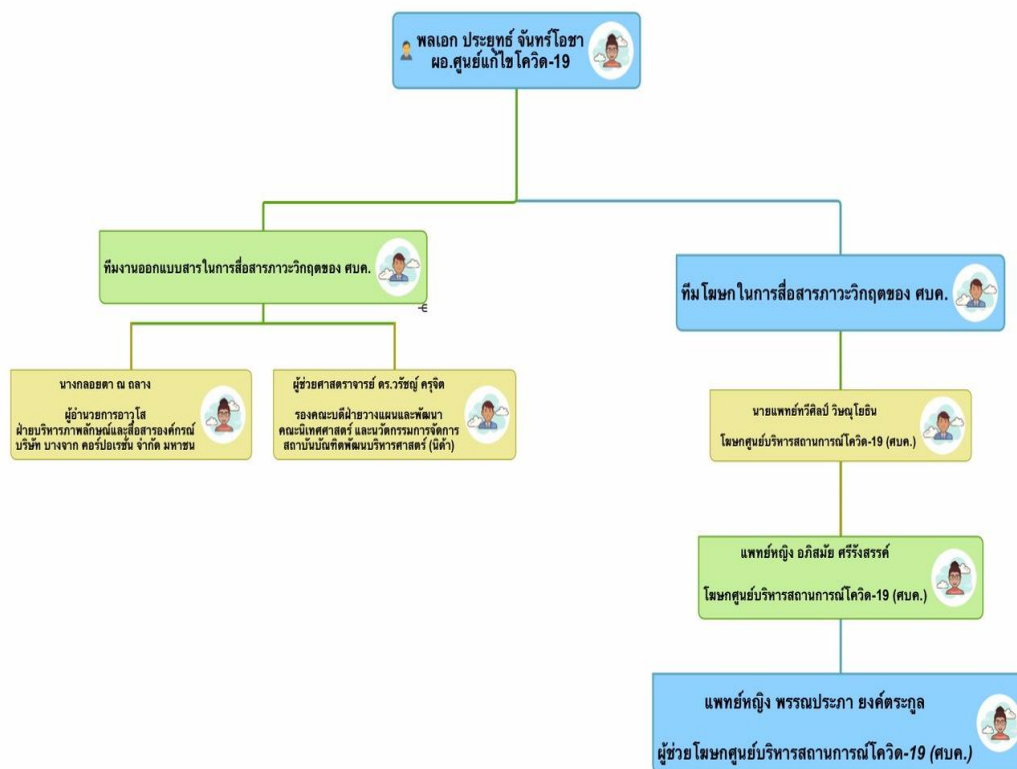 พลเอก ประยุทธ์ จันทร์โอชา
ผอ.ศูนย์แก้ไขโควิด-19
ทีมงานออกแบบสารในการสื่อสารภาวะวิกฤตของ ศบค.
ทีมโฆษกในการสื่อสารภาวะวิกฤตของ ศบค.
นางกลอยตา ณ ถลาง
ผู้อำนวยการอาวุโส
ฝ่ายบริหารภาพลักษณ์และสื่อสารองค์กรณ์
บริษัท บางจาก คอร์ปอเรชั่น จำกัด มหาชน
ผู้ช่วยศาสตราจารย์ ดร.วรัชญ์ ครุจิต
รองคณะบดีฝ่ายวางแผนและพัฒนา
คณะนิเทศศาสตร์ และนวัตกรรมการจัดการ
สถาบันบัณฑิตพัฒนบริหารศาสตร์ (นิด้า)
นายแพทย์ทวีศิลป์ วิษณุโยธิน
โฆษกศูนย์บริหารสถานการณ์โควิด-19 (ศบค.)
แพทย์หญิง อภิสมัย ศรีรังสรรค์
โฆษกศูนย์บริหารสถานการณ์โควิด-19 (ศบค.)
แพทย์หญิง พรรณประภา ยงค์ตระกูล
ผู้ช่วยโฆษกศูนย์บริหารสถานการณ์โควิด-19 (ศบค.)